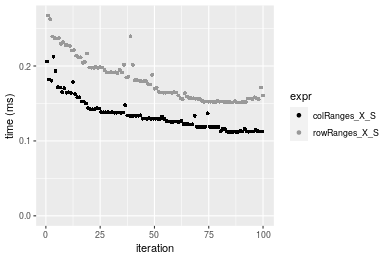 time (ms)
0.2
0.1
0.0
0 25 50 75 100
iteration
expr
colRanges_X_S
rowRanges_X_S